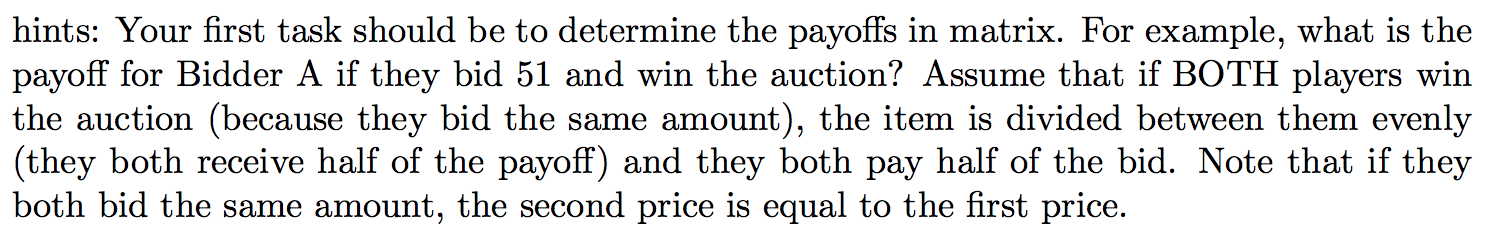 hints: Your first task should be to determine the payoffs in matrix. For example, what is the
payoff for Bidder A if they bid 51 and win the auction? Assume that if BOTH players win
the auction (because they bid the same amount), the item is divided between them evenly
(they both receive half of the payoff) and they both pay half of the bid. Note that if they
both bid the same amount, the second price is equal to the first price.